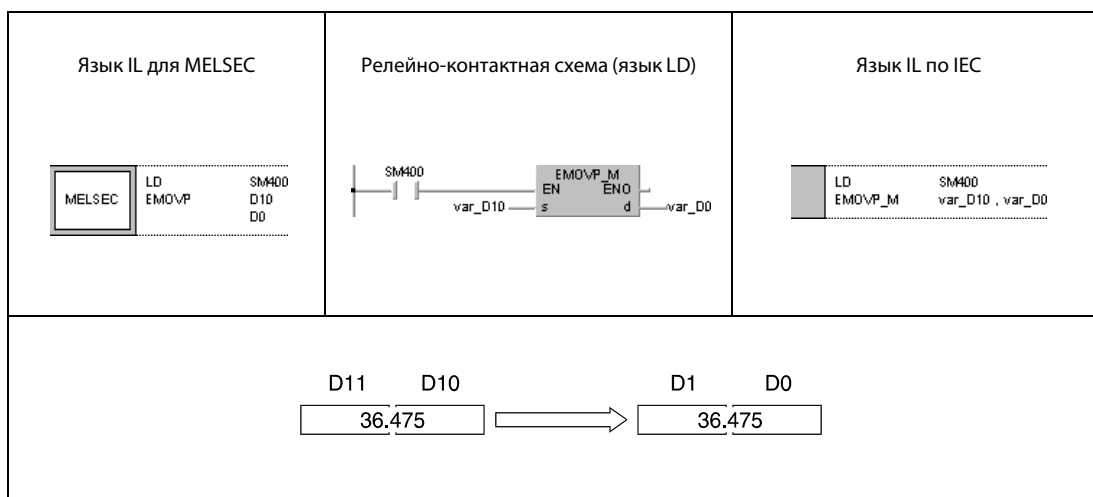 Язык IL для MELSEC
Релейно-контактная схема (язык LD)
Язык IL по IEC
MELSEC
LD SM400
EMOVP D10
D0
SM400
EMOVP_M
EN ENO
var_D10 s d var_D0
LD SM400
EMOVP_M var_D10 , var_D0
D11 D10 D1 D0
36.475 36.475